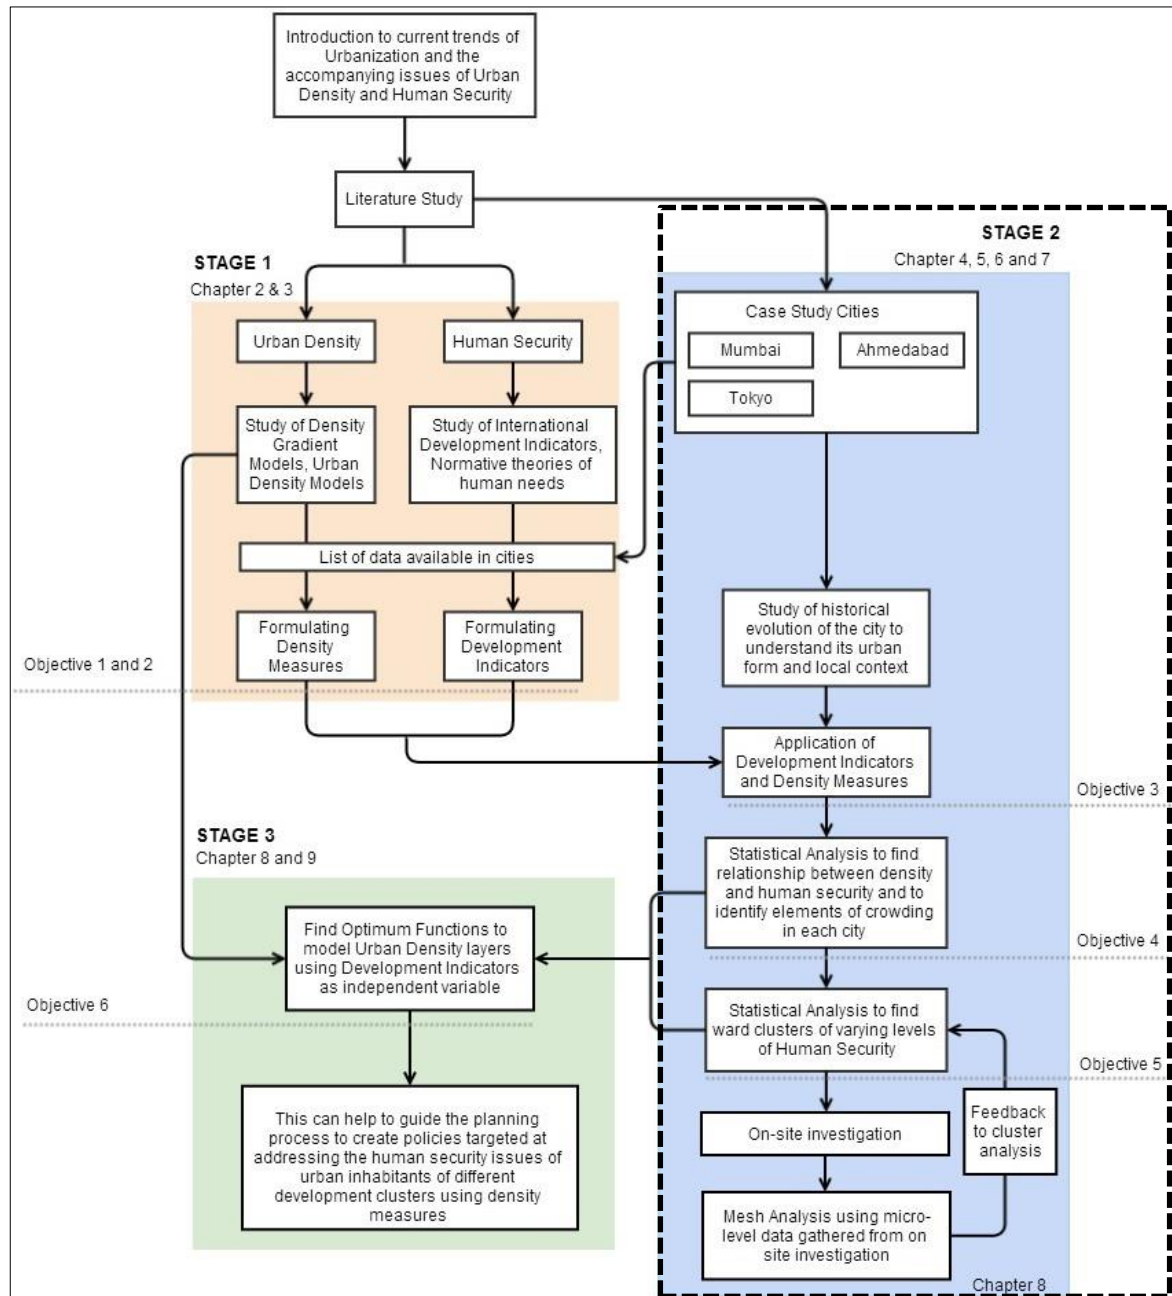 Introduction to current trends of
Urbanization and the
accompanying issues of Urban
Density and Human Security
Literature Study
STAGE 1
Chapter 2 & 3
Urban Density
Human Security
Study of Density
Gradient
Models, Urban
Density Models
Study of International
Development Indicators,
Normative theories of
human needs
List of data available in cities
Formulating
Density
Measures
Formulating
Development
Indicators
Objective 1 and 2
STAGE 2
Chapter 4, 5, 6 and 7
Case Study Cities
Mumbai
Ahmedabad
Tokyo
Study of historical
evolution of the city to
understand its urban
form and local context
Application of
Development Indicators
and Density Measures
Objective 3
Statistical Analysis to find
relationship between density
and human security and to
identify elements of crowding
in each city
Objective 4
Statistical Analysis to find
ward clusters of varying levels
of Human Security
Objective 5
On-site investigation
Feedback
to cluster
analysis
Mesh Analysis using micro-
level data gathered from on
site investigation
Chapter 8
STAGE 3
Chapter 8 and 9
Find Optimum Functions to
model Urban Density layers
using Development Indicators
as independent variable
Objective 6
This can help to guide the planning
process to create policies targeted at
addressing the human security issues of
urban inhabitants of different
development clusters using density
measures